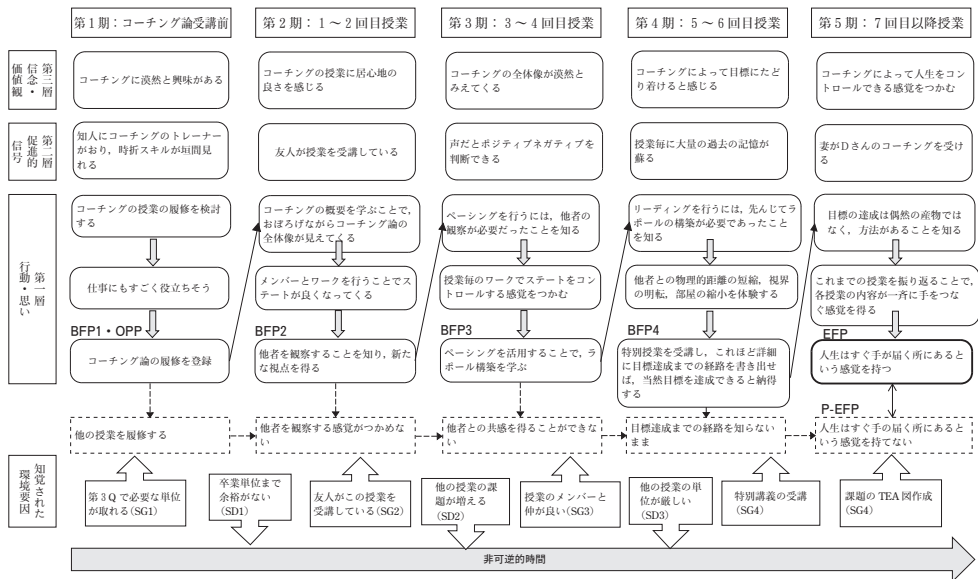 第1期：コーチング論受講前
第2期：1～2回目授業
第3期：3～4回目授業
第4期：5～6回目授業
第5期：7回目以降授業
第三層
信念・
価値観
コーチングに漠然と興味がある
コーチングの授業に居心地の
良さを感じる
コーチングの全体像が漠然と
みえてくる
コーチングによって目標にたど
り着けると感じる
コーチングによって人生をコン
トロールできる感覚をつかむ
第二層
促進的
信号
知人にコーチングのトレーナー
がおり，時折スキルが垣間見
れる
友人が授業を受講している
声だとポジティブネガティブを
判断できる
授業毎に大量の過去の記憶が
蘇る
妻がDさんのコーチングを受け
る
第一層
行動・思い
コーチングの授業の履修を検討
する
コーチングの概要を学ぶことで，
おぼろげながらコーチング論の
全体像が見えてくる
ペーシングを行うには，他者の
観察が必要だったことを知る
リーディングを行うには，先んじてラ
ポールの構築が必要であったこと
を知る
目標の達成は偶然の産物では
なく，方法があることを知る
仕事にもすごく役立ちそう
メンバーとワークを行うことでス
テートが良くなってくる
授業毎のワークでステートをコ
ントロールする感覚をつかむ
他者との物理的距離の短縮，視界
の明転，部屋の縮小を体験する
これまでの授業を振り返ることで，
各授業の内容が一斉に手をつな
ぐ感覚を得る
BFP1・OPP
BFP2
BFP3
BFP4
EFP
コーチング論の履修を登録
他者を観察することを知り，新た
な視点を得る
ペーシングを活用することで，ラ
ポール構築を学ぶ
特別授業を受講し，これほど詳細
に目標達成までの経路を書き出せ
ば，当然目標を達成できると納得
する
人生はすぐ手が届く所にあると
いう感覚を持つ
P-EFP
他の授業を履修する
他者を観察する感覚がつかめな
い
他者との共感を得ることができな
い
目標達成までの経路を知らない
まま
人生はすぐ手の届く所にあると
いう感覚を持てない
知覚された
環境要因
第3Qで必要な単位
が取れる(SG1)
卒業単位まで
余裕がない
(SD1)
友人がこの授業を
受講している(SG2)
他の授業の課
題が増える
(SD2)
授業のメンバーと
仲が良い(SG3)
他の授業の単
位が厳しい
(SD3)
特別講義の受講
(SG4)
課題のTEA図作成
(SG4)
非可逆的時間